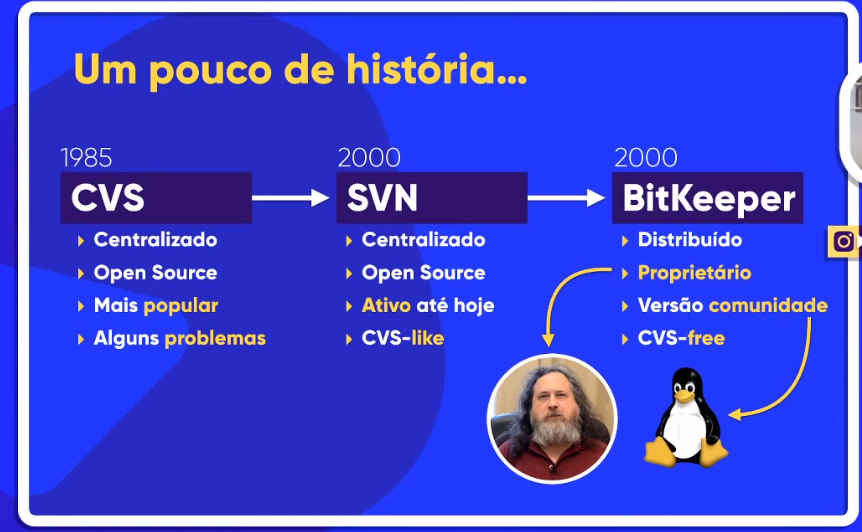 Um pouco de história...
1985
CVS
Centralizado
Open Source
Mais popular
Alguns problemas
2000
SVN
Centralizado
Open Source
Ativo até hoje
CVS-like
2000
BitKeeper
Distribuído
Proprietário
Versão comunidade
CVS-free